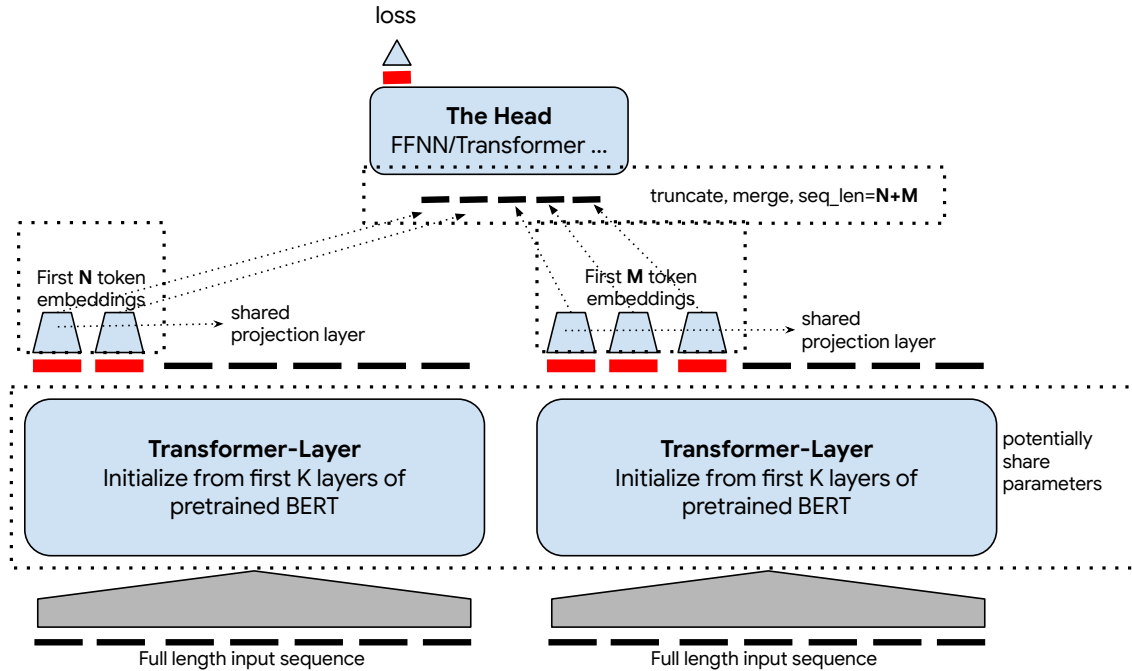 loss
The Head
FFNN/Transformer ...
truncate, merge, seq_len=N+M
First N token
embeddings
shared
projection layer
First M token
embeddings
shared
projection layer
Transformer-Layer
Initialize from first K layers of
pretrained BERT
Transformer-Layer
Initialize from first K layers of
pretrained BERT
potentially
share
parameters
Full length input sequence
Full length input sequence